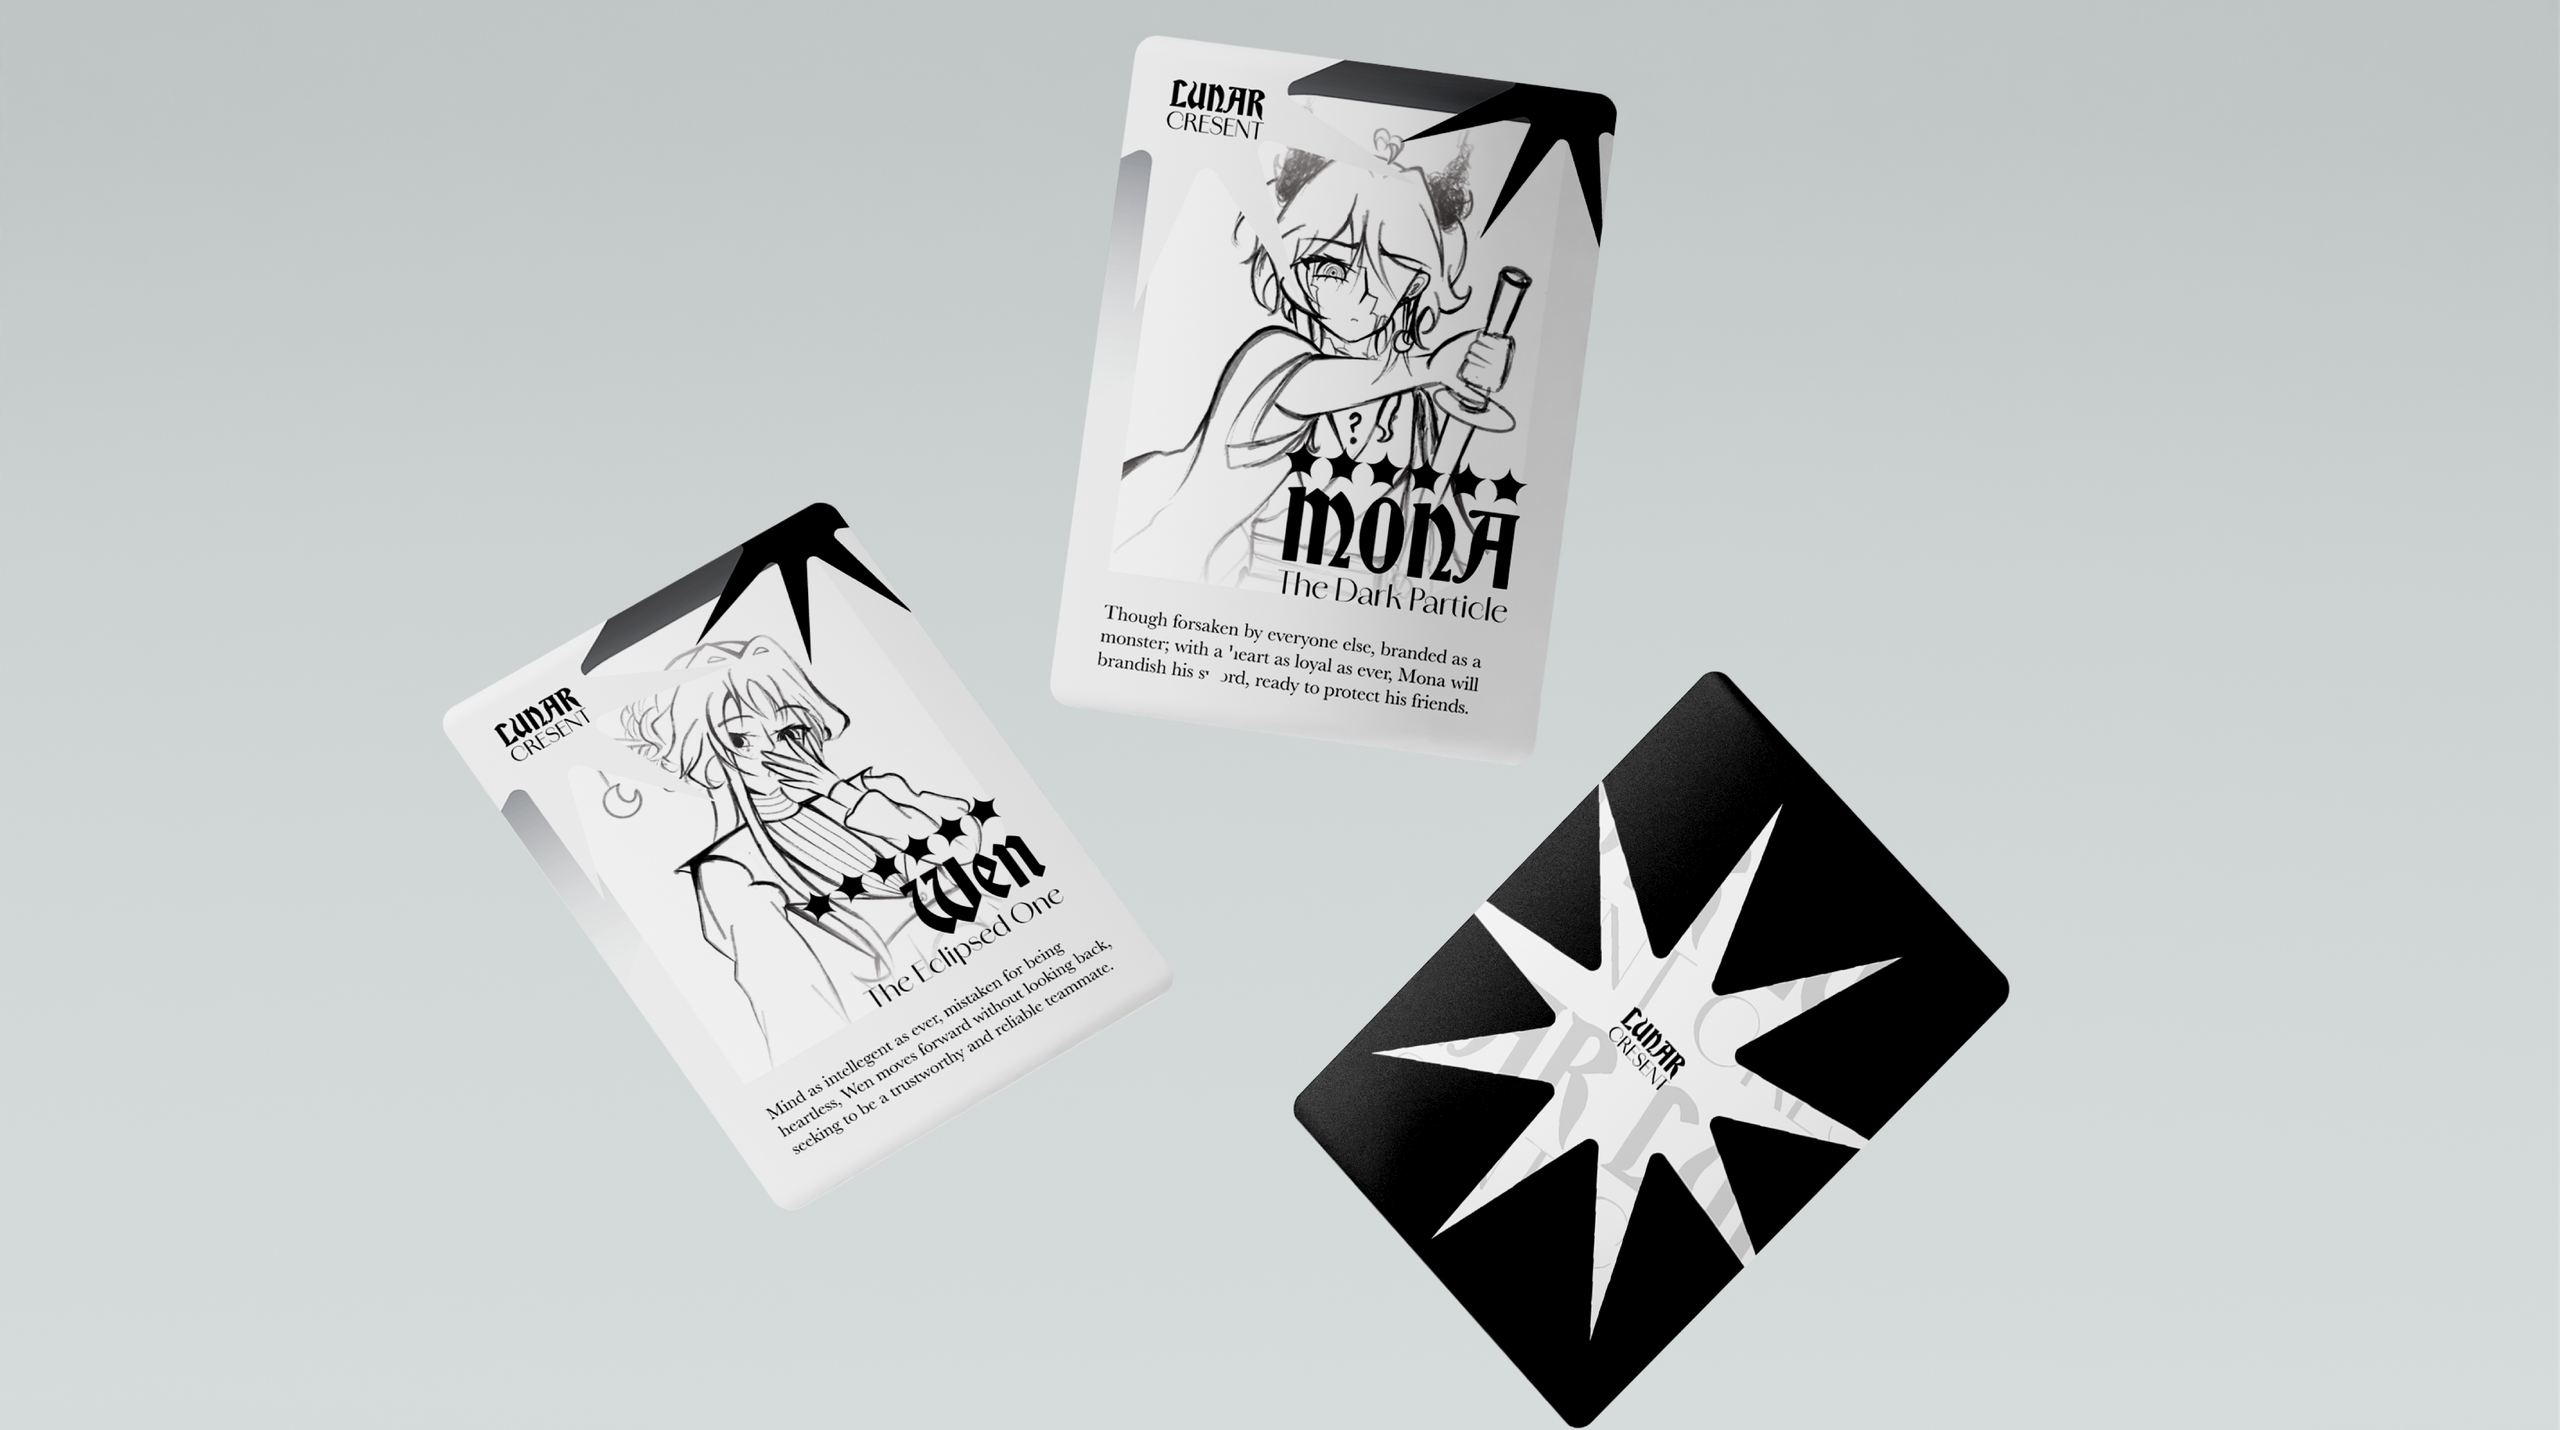 LUNAR
CRESENT
?
MONA
The Dark Particle
Though forsaken by everyone else, branded as a
monster; with a heart as loyal as ever, Mona will
brandish his sword, ready to protect his friends.
LUNAR
CRESENT
Wen
The Eclipsed One
Mind as intellegent as ever, mistaken for being
heartless, Wen moves forward without looking back,
seeking to be a trustworthy and reliable teammate.
LUNAR
CRESENT